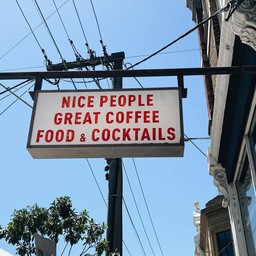 NICE PEOPLE
GREAT COFFEE
FOOD & COCKTAILS